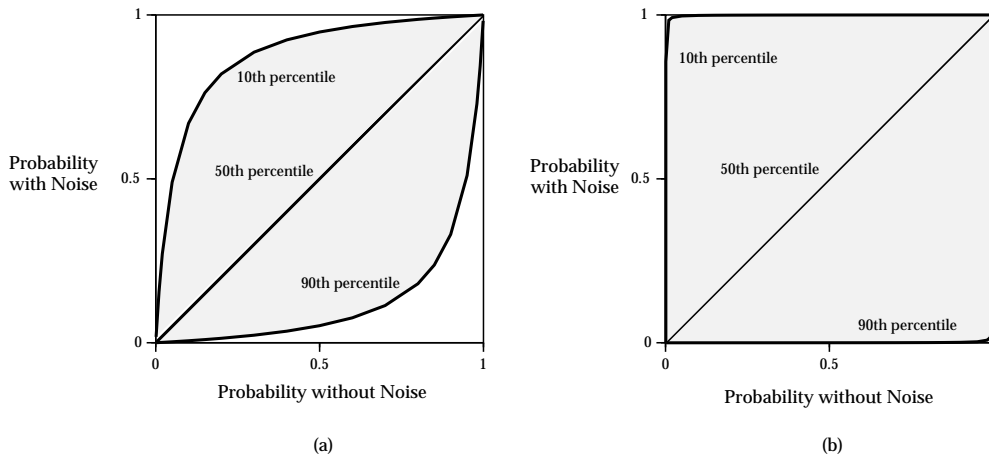 1
10th percentile
Probability
with Noise
50th percentile
0.5
90th percentile
0
0
0.5
1
Probability without Noise
(a)
1
10th percentile
Probability
with Noise
50th percentile
0.5
90th percentile
0
0
0.5
Probability without Noise
(b)